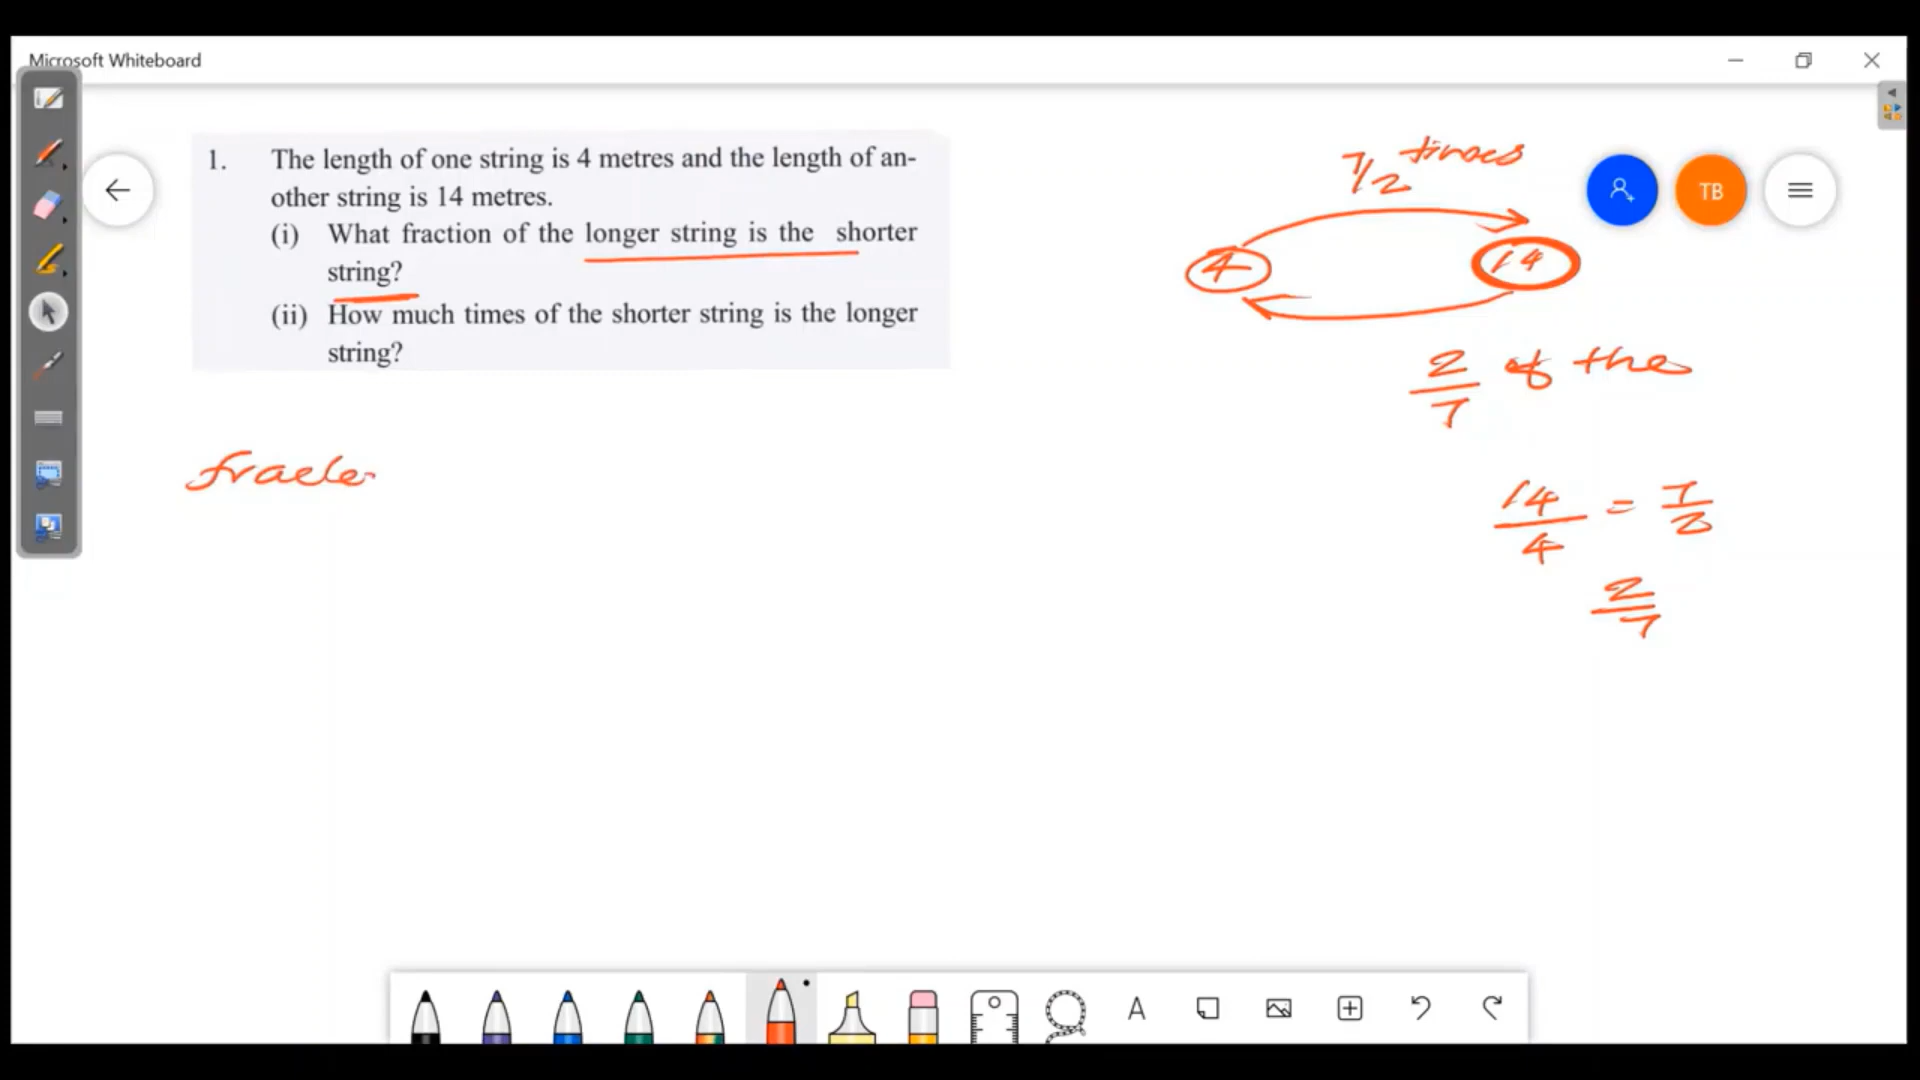 Microsoft Whiteboard
1. The length of one string is 4 metres and the length of an-
other string is 14 metres.
(i) What fraction of the longer string is the shorter
string?
(ii) How much times of the shorter string is the longer
string?
7/2 times
TB
4
14
2/7 of the
14/4 = 7/2
2/7
A